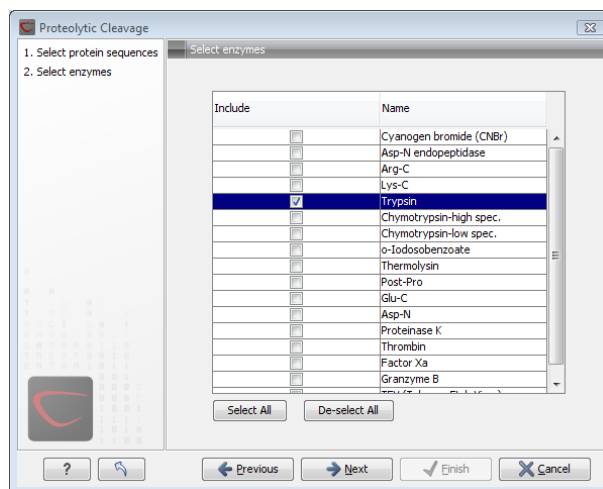 Proteolytic Cleavage
1. Select protein sequences
2. Select enzymes
Select enzymes
Include Name
Cyanogen bromide (CNBr)
Asp-N endopeptidase
Arg-C
Lys-C
Trypsin
Chymotrypsin-high spec.
Chymotrypsin-low spec.
o-Iodosobenzoate
Thermolysin
Post-Pro
Glu-C
Asp-N
Proteinase K
Thrombin
Factor Xa
Granzyme B
Select All De-select All
? Previous Next Finish Cancel